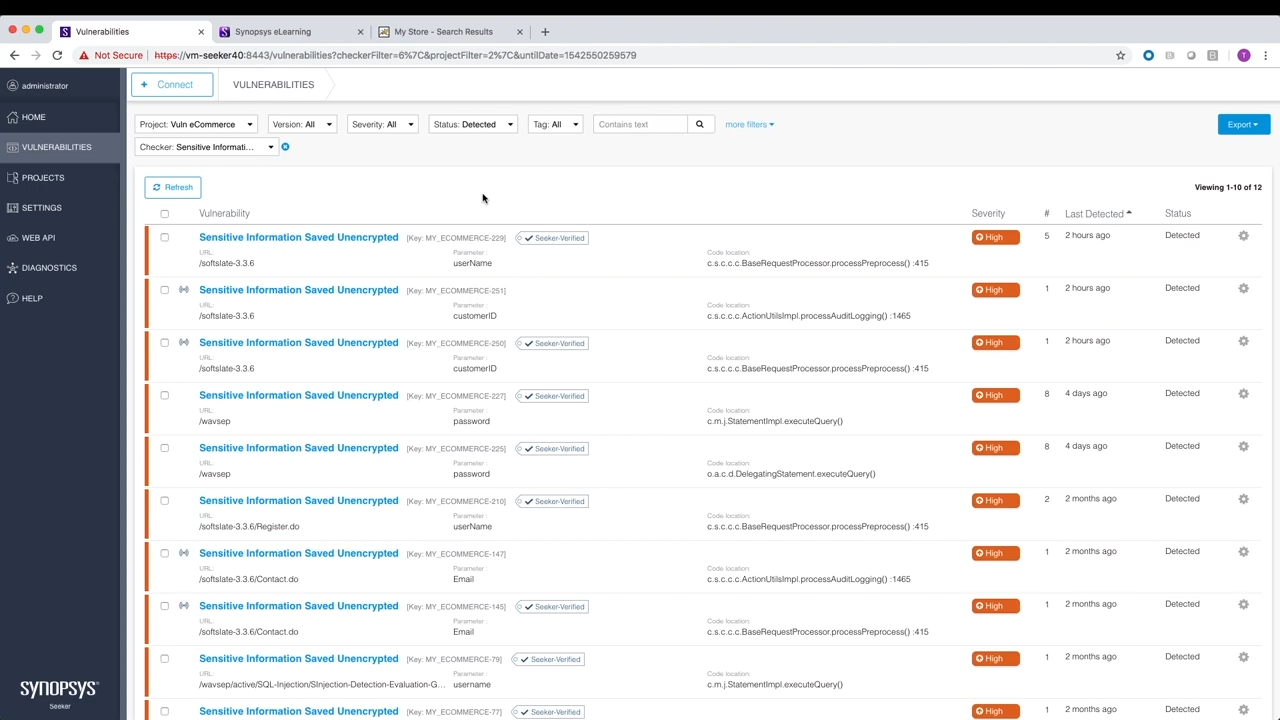 Vulnerabilities
Synopsys eLearning
My Store - Search Results
Not Secure | https://vm-seeker40:8443/vulnerabilities?checkerFilter=6%7C&projectFilter=2%7C&untilDate=1542550259579
T
administrator
HOME
VULNERABILITIES
PROJECTS
SETTINGS
WEB API
DIAGNOSTICS
HELP
SYNOPSYS®
Seeker
+ Connect
VULNERABILITIES
Project: Vuln eCommerce
Version: All
Severity: All
Status: Detected
Tag: All
Contains text
more filters
Export
Checker: Sensitive Informati...
Refresh
Viewing 1-10 of 12
Vulnerability Severity # Last Detected Status
Sensitive Information Saved Unencrypted [Key: MY_ECOMMERCE-229] Seeker-Verified High 5 2 hours ago Detected
URL: Parameter : Code location:
/softslate-3.3.6 userName c.s.c.c.c.BaseRequestProcessor.processPreprocess() :415
Sensitive Information Saved Unencrypted [Key: MY_ECOMMERCE-251] High 1 2 hours ago Detected
URL: Parameter : Code location:
/softslate-3.3.6 customerID c.s.c.c.c.ActionUtilsImpl.processAuditLogging() :1465
Sensitive Information Saved Unencrypted [Key: MY_ECOMMERCE-250] Seeker-Verified High 1 2 hours ago Detected
URL: Parameter : Code location:
/softslate-3.3.6 customerID c.s.c.c.c.BaseRequestProcessor.processPreprocess() :415
Sensitive Information Saved Unencrypted [Key: MY_ECOMMERCE-227] Seeker-Verified High 8 4 days ago Detected
URL: Parameter : Code location:
/wavsep password c.m.j.StatementImpl.executeQuery()
Sensitive Information Saved Unencrypted [Key: MY_ECOMMERCE-225] Seeker-Verified High 8 4 days ago Detected
URL: Parameter : Code location:
/wavsep password o.a.c.d.DelegatingStatement.executeQuery()
Sensitive Information Saved Unencrypted [Key: MY_ECOMMERCE-210] Seeker-Verified High 2 2 months ago Detected
URL: Parameter : Code location:
/softslate-3.3.6/Register.do userName c.s.c.c.c.BaseRequestProcessor.processPreprocess() :415
Sensitive Information Saved Unencrypted [Key: MY_ECOMMERCE-147] High 1 2 months ago Detected
URL: Parameter : Code location:
/softslate-3.3.6/Contact.do Email c.s.c.c.c.ActionUtilsImpl.processAuditLogging() :1465
Sensitive Information Saved Unencrypted [Key: MY_ECOMMERCE-145] Seeker-Verified High 1 2 months ago Detected
URL: Parameter : Code location:
/softslate-3.3.6/Contact.do Email c.s.c.c.c.BaseRequestProcessor.processPreprocess() :415
Sensitive Information Saved Unencrypted [Key: MY_ECOMMERCE-79] Seeker-Verified High 1 2 months ago Detected
URL: Parameter : Code location:
/wavsep/active/SQL-Injection/SInjection-Detection-Evaluation-G... username c.m.j.StatementImpl.executeQuery()
Sensitive Information Saved Unencrypted [Key: MY_ECOMMERCE-77] Seeker-Verified High 1 2 months ago Detected